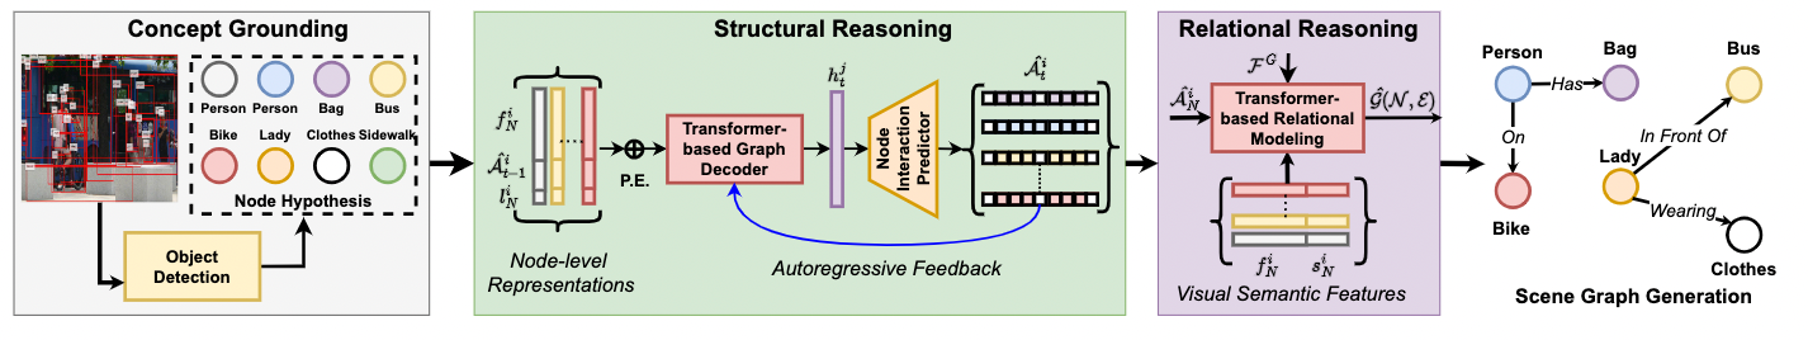 Concept Grounding
Person Person Bag Bus
Bike Lady Clothes Sidewalk
Node Hypothesis
Object
Detection
Structural Reasoning
$f_N^i$
$\hat{\mathcal{A}}_{t-1}^i$
$l_N^i$
Node-level
Representations
P.E.
Transformer-
based Graph
Decoder
$h_t^j$
Node
Interaction
Predictor
$\hat{\mathcal{A}}_t^i$
Autoregressive Feedback
Relational Reasoning
$\mathcal{F}^G$
$\hat{\mathcal{A}}_N^i$
Transformer-
based Relational
Modeling
$\hat{\mathcal{G}}(\mathcal{N}, \mathcal{E})$
$f_N^i$ $s_N^i$
Visual Semantic Features
Person
Has
Bag
Bus
On
In Front Of
Lady
Bike
Wearing
Clothes
Scene Graph Generation